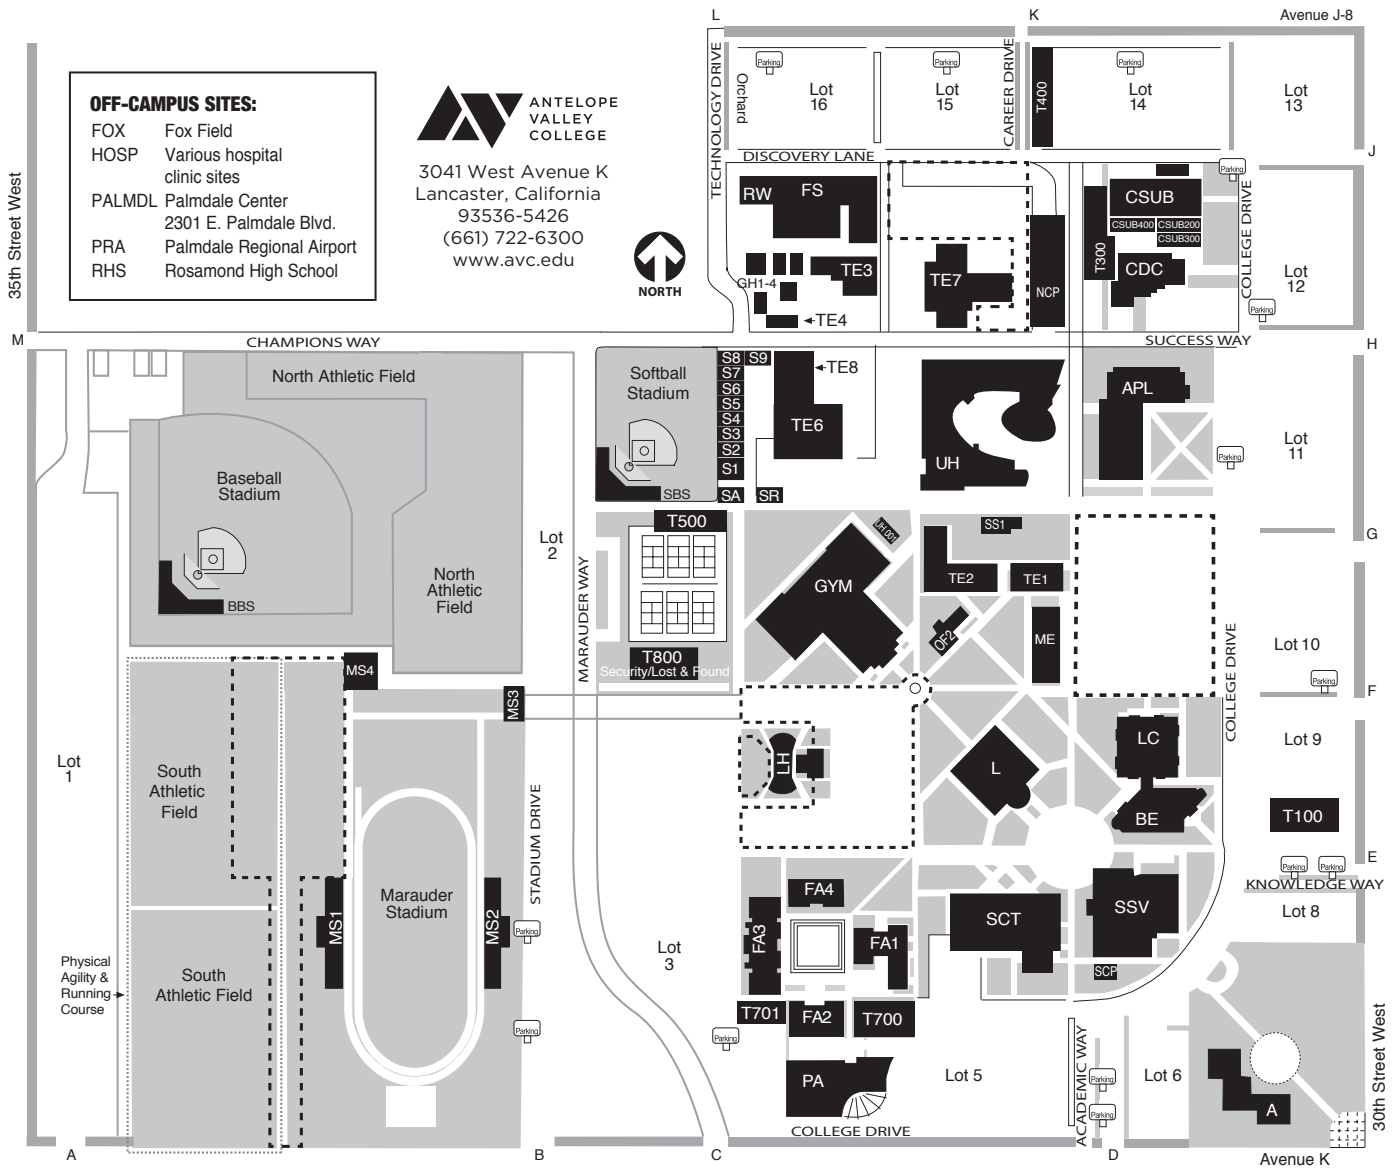 L
K
Avenue J-8
OFF-CAMPUS SITES:
FOX Fox Field
HOSP Various hospital
clinic sites
PALMDL Palmdale Center
2301 E. Palmdale Blvd.
PRA Palmdale Regional Airport
RHS Rosamond High School
ANTELOPE
VALLEY
COLLEGE
3041 West Avenue K
Lancaster, California
93536-5426
(661) 722-6300
www.avc.edu
NORTH
35th Street West
TECHNOLOGY DRIVE
Orchard
Parking
Lot
16
Parking
Lot
15
CAREER DRIVE
T400
Parking
Lot
14
Lot
13
J
DISCOVERY LANE
RW
FS
CSUB
CSUB400
CSUB200
CSUB300
Parking
COLLEGE DRIVE
T300
CDC
TE3
GH1-4
TE4
TE7
NCP
Lot
12
Parking
M
CHAMPIONS WAY
SUCCESS WAY
H
North Athletic Field
Softball
Stadium
S8
S9
S7
S6
S5
S4
S3
S2
S1
SA
SR
SBS
TE8
TE6
UH
APL
Lot
11
Parking
Baseball
Stadium
BBS
North
Athletic
Field
Lot
2
MARAUDER WAY
T500
T800
Security/Lost & Found
GYM
UH 001
SS1
TE2
TE1
OF2
ME
G
Lot 10
Parking
COLLEGE DRIVE
F
MS4
MS3
Lot
1
South
Athletic
Field
LH
L
LC
BE
Lot 9
T100
E
Parking
Parking
KNOWLEDGE WAY
STADIUM DRIVE
Marauder
Stadium
MS1
MS2
Parking
FA4
FA3
FA1
SCT
SSV
SCP
Lot 8
Lot
3
South
Athletic Field
Physical
Agility &
Running
Course
Parking
T701
FA2
T700
Parking
PA
Lot 5
ACADEMIC WAY
Parking
Parking
Lot 6
A
30th Street West
COLLEGE DRIVE
A
B
C
D
Avenue K